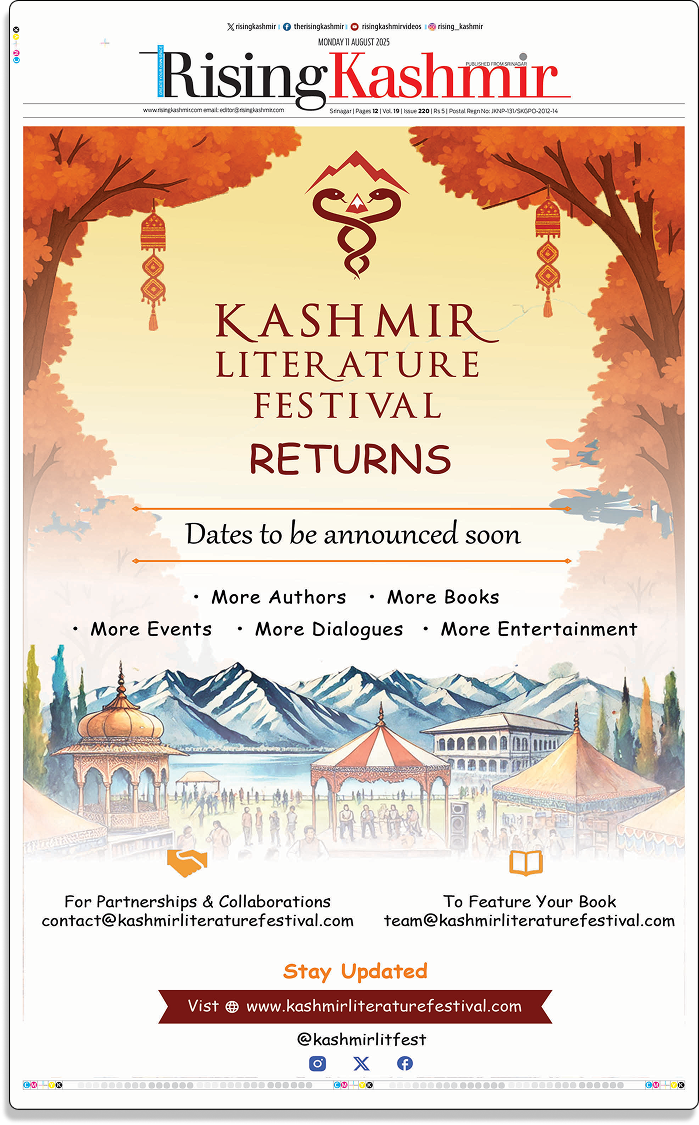 risingkashmir | therisingkashmir | risingkashmirvideos | rising_kashmir
MONDAY 11 AUGUST 2025
RisingKashmir
PUBLISHED FROM SRINAGAR
www.risingkashmir.com email: editor@risingkashmir.com
Srinagar | Pages 12 | Vol. 19 | Issue 220 | Rs 5 | Postal Regn No: JKNP-131/SKGPO-2012-14
KASHMIR
LITERATURE
FESTIVAL
RETURNS
Dates to be announced soon
• More Authors • More Books
• More Events • More Dialogues • More Entertainment
For Partnerships & Collaborations
contact@kashmirliteraturefestival.com
To Feature Your Book
team@kashmirliteraturefestival.com
Stay Updated
Vist www.kashmirliteraturefestival.com
@kashmirlitfest